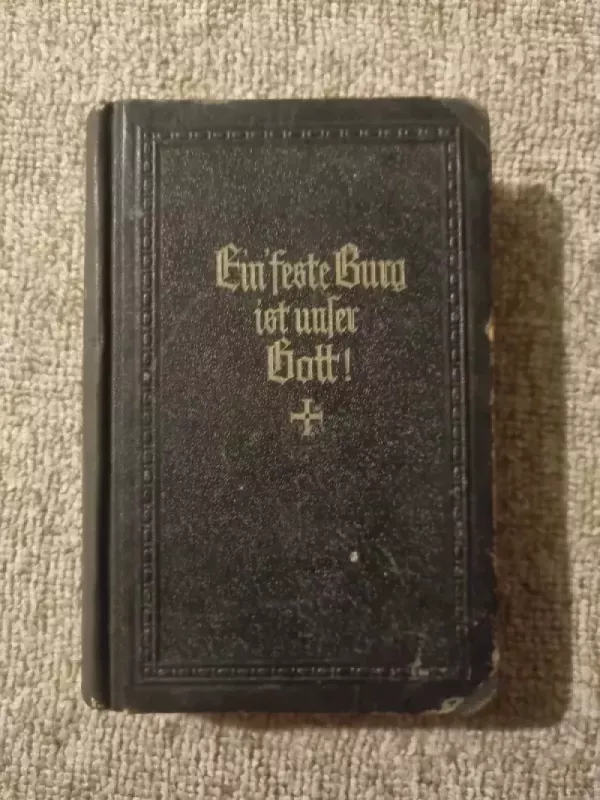 Ein' feste Burg
ist unser
Gott!